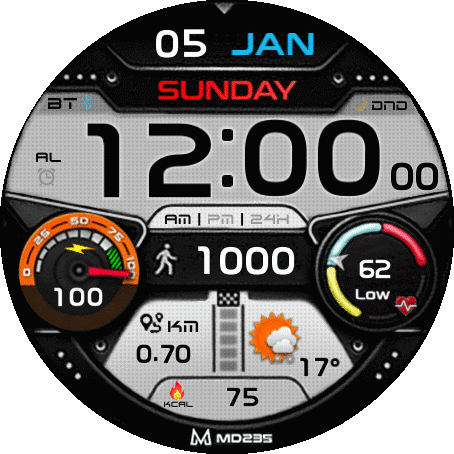 05 JAN
SUNDAY
BT DND
12:00 00
AL
AM | PM | 24H
0 25 50 75 100
100
1000
62
Low
KM
0.70
17°
KCAL
75
MD235